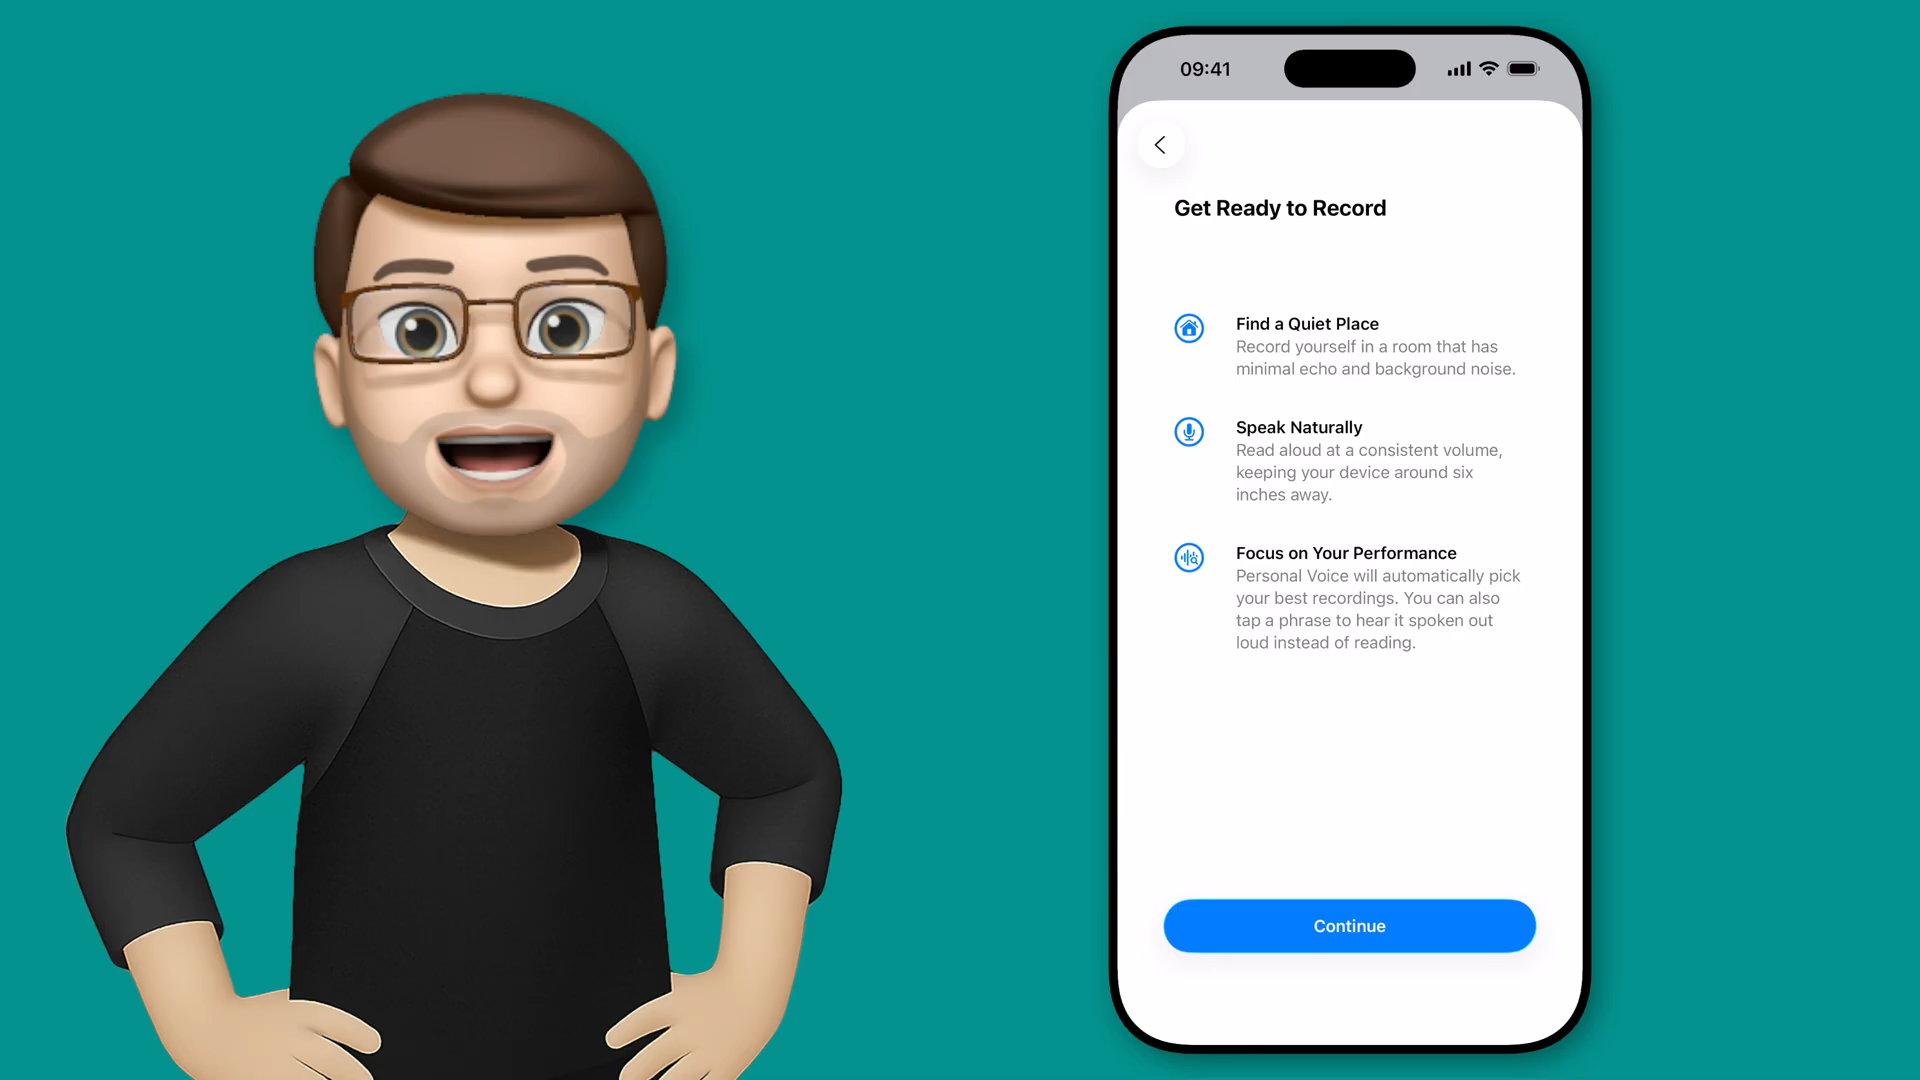 09:41
Get Ready to Record
Find a Quiet Place
Record yourself in a room that has
minimal echo and background noise.
Speak Naturally
Read aloud at a consistent volume,
keeping your device around six
inches away.
Focus on Your Performance
Personal Voice will automatically pick
your best recordings. You can also
tap a phrase to hear it spoken out
loud instead of reading.
Continue